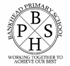 BANKHEAD PRIMARY SCHOOL
P
B S
H
WORKING TOGETHER TO
ACHIEVE OUR BEST